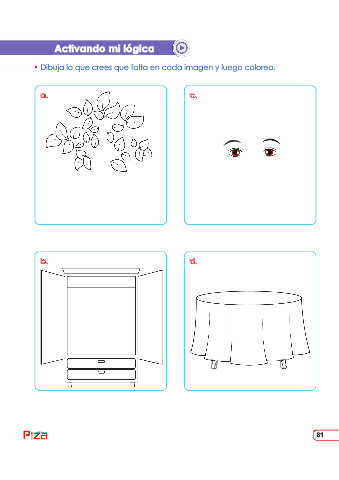 Activando mi lógica
• Dibuja lo que crees que falta en cada imagen y luego colorea.
a.
c.
b.
d.
Piza
81